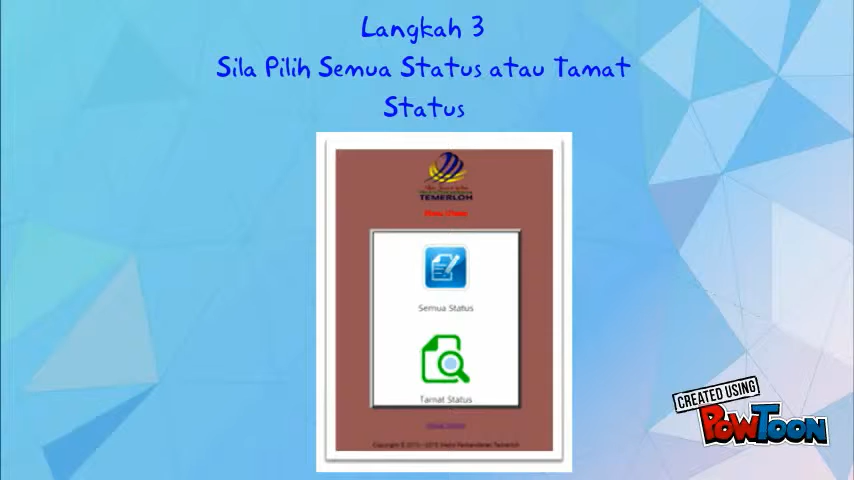 Langkah 3
Sila Pilih Semua Status atau Tamat
Status
TEMERLOH
Semua Status
Tamat Status
CREATED USING
POWTOON